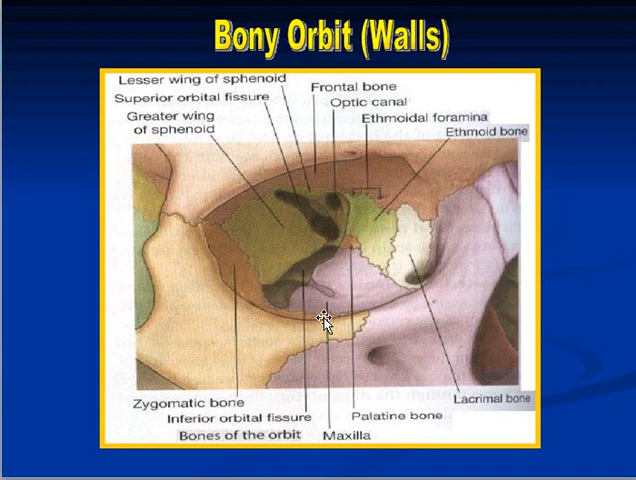 Bony Orbit (Walls)
Lesser wing of sphenoid
Frontal bone
Superior orbital fissure
Optic canal
Greater wing
of sphenoid
Ethmoidal foramina
Ethmoid bone
Zygomatic bone
Lacrimal bone
Inferior orbital fissure
Palatine bone
Bones of the orbit
Maxilla